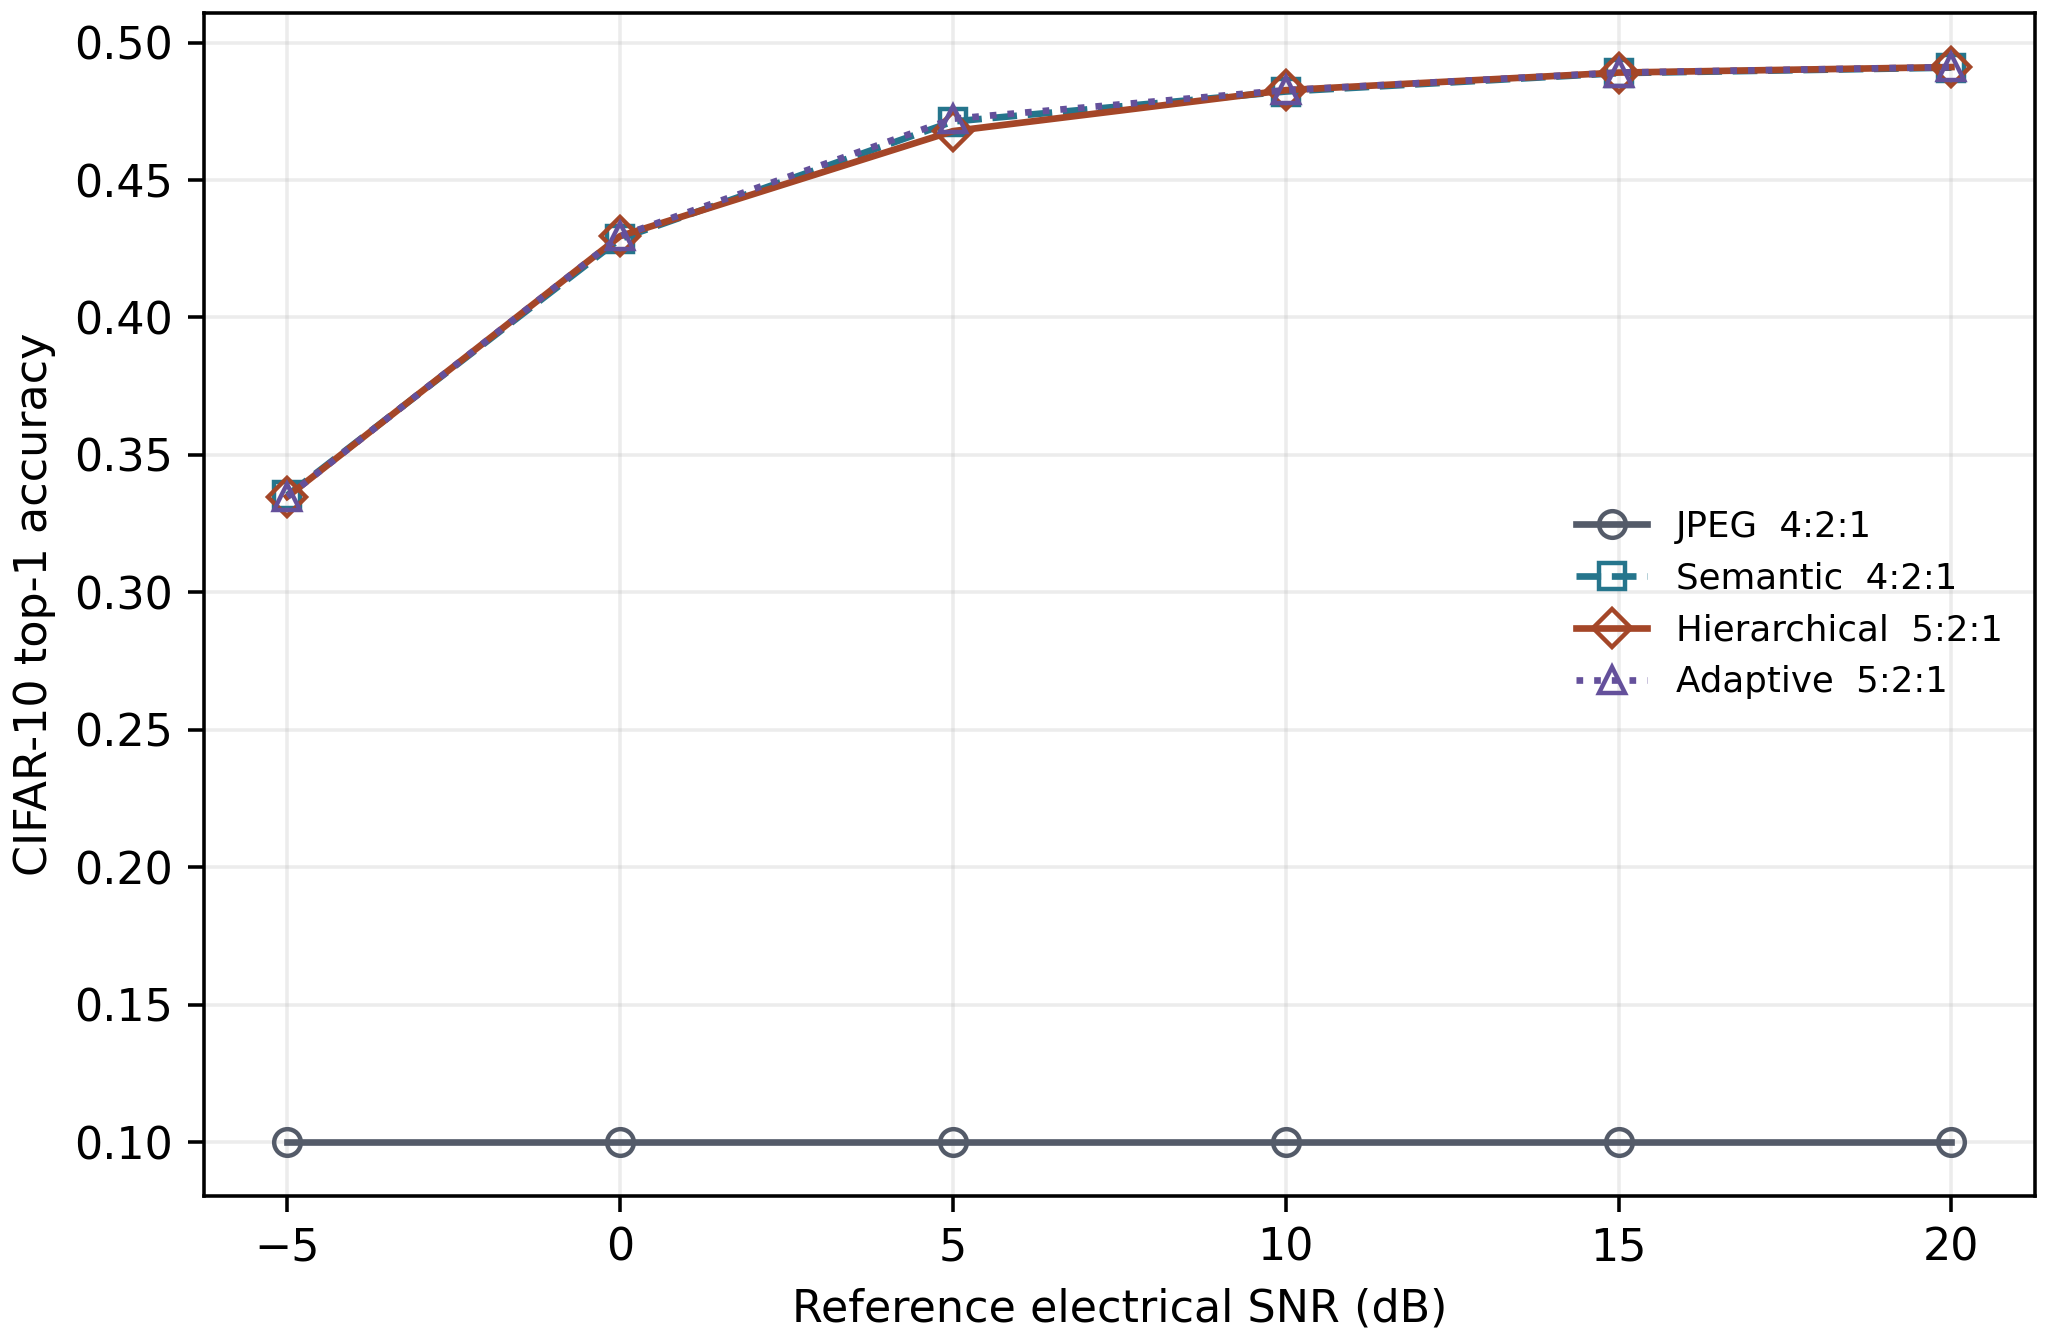 0.50
0.45
0.40
0.35
0.30
0.25
0.20
0.15
0.10
CIFAR-10 top-1 accuracy
JPEG  4:2:1
Semantic  4:2:1
Hierarchical  5:2:1
Adaptive  5:2:1
−5 0 5 10 15 20
Reference electrical SNR (dB)